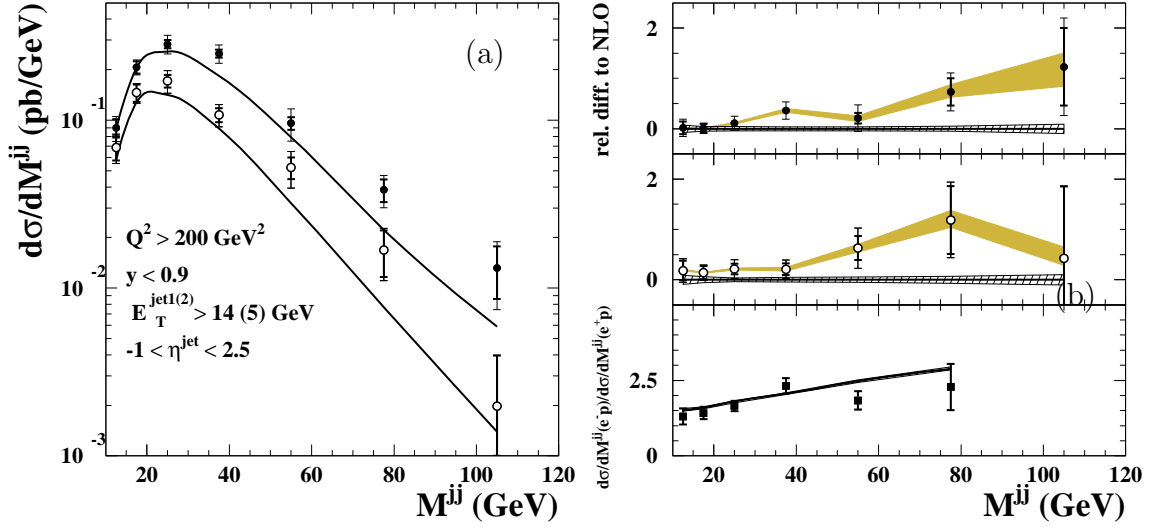 dσ/dM^jj (pb/GeV)
10^-1
10^-2
10^-3
(a)
Q^2 > 200 GeV^2
y < 0.9
E_T^jet1(2) > 14 (5) GeV
-1 < η^jet < 2.5
20 40 60 80 100 120
M^jj (GeV)
rel. diff. to NLO
2
0
2
0
(b)
dσ/dM^jj(e^-p)/dσ/dM^jj(e^+p)
2.5
0
0 20 40 60 80 100 120
M^jj (GeV)